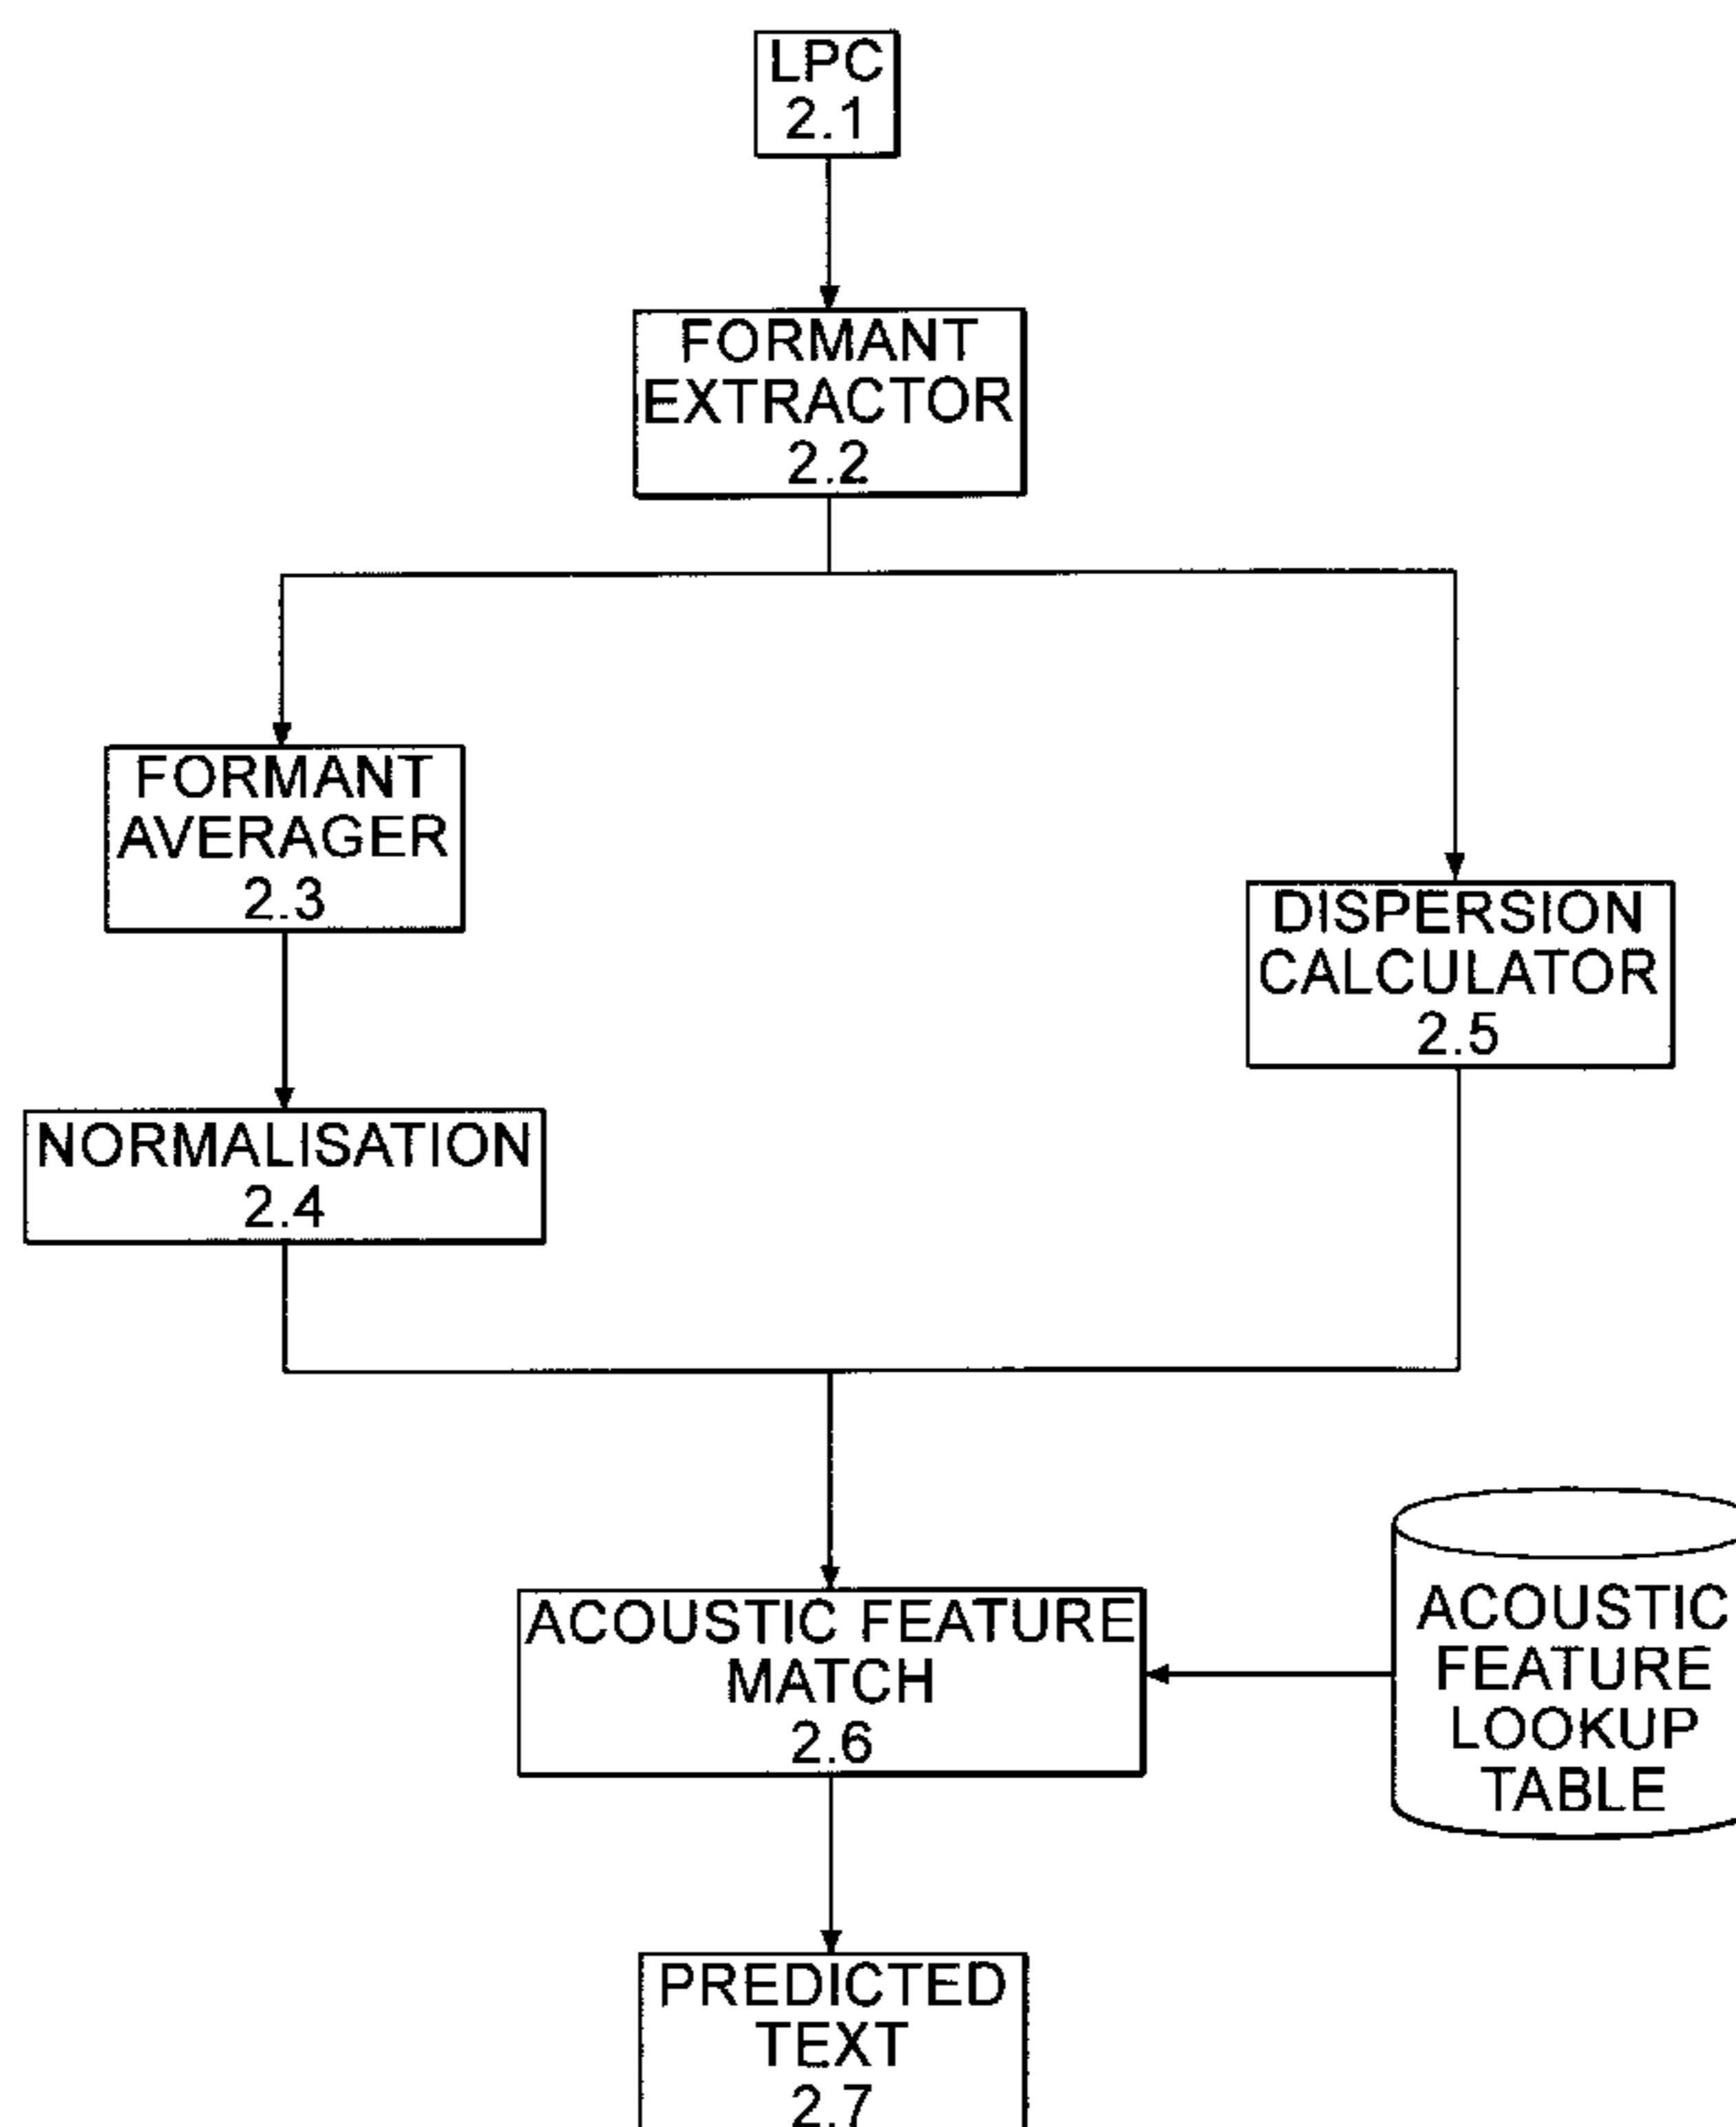 LPC
2.1
FORMANT
EXTRACTOR
2.2
FORMANT
AVERAGER
2.3
DISPERSION
CALCULATOR
2.5
NORMALISATION
2.4
ACOUSTIC FEATURE
MATCH
2.6
ACOUSTIC
FEATURE
LOOKUP
TABLE
PREDICTED
TEXT
2.7